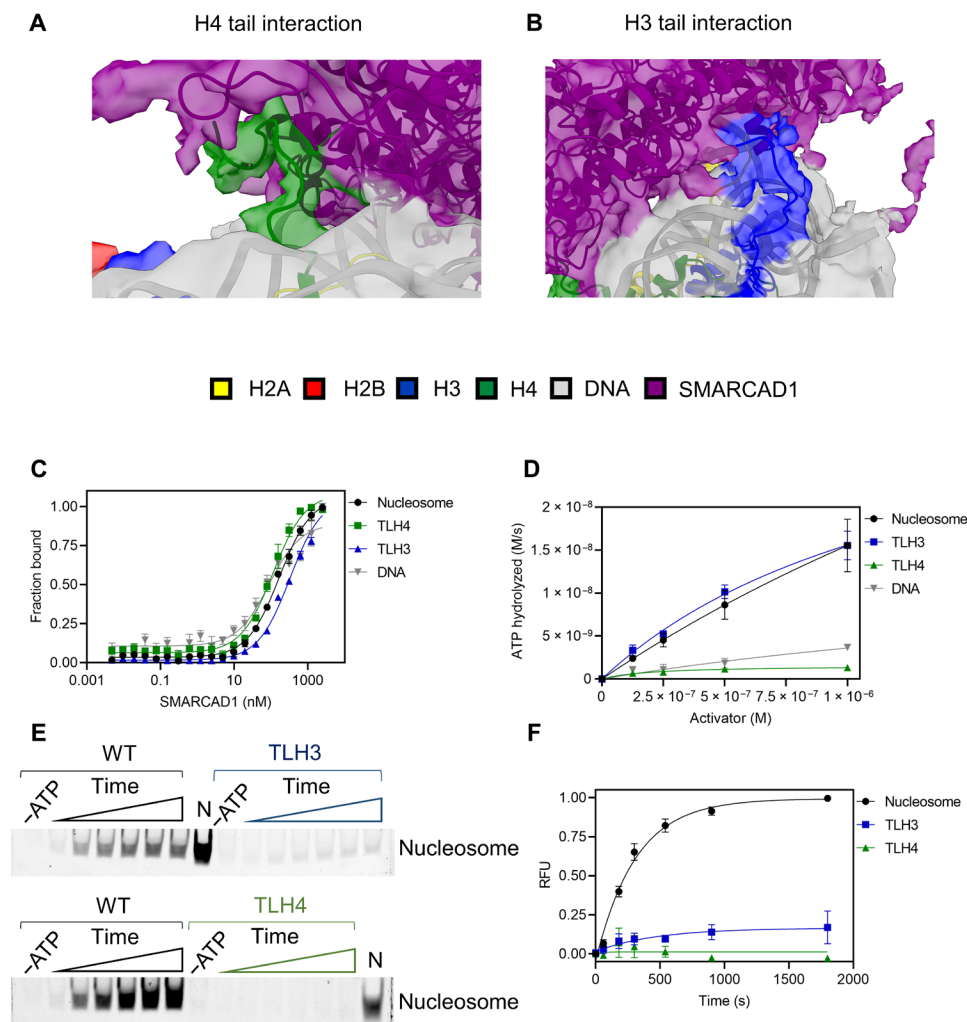 A H4 tail interaction
B H3 tail interaction
H2A H2B H3 H4 DNA SMARCAD1
C
Fraction bound
1.00
0.75
0.50
0.25
0.00
0.001 0.1 10 1000
SMARCAD1 (nM)
Nucleosome
TLH4
TLH3
DNA
D
ATP hydrolyzed (M/s)
2 × 10⁻⁸
1.5 × 10⁻⁸
1 × 10⁻⁸
5 × 10⁻⁹
0
0 2.5 × 10⁻⁷ 5 × 10⁻⁷ 7.5 × 10⁻⁷ 1 × 10⁻⁶
Activator (M)
Nucleosome
TLH3
TLH4
DNA
E
WT TLH3
–ATP Time N –ATP Time
Nucleosome
WT TLH4
–ATP Time –ATP Time N
Nucleosome
F
RFU
1.00
0.75
0.50
0.25
0.00
0 500 1000 1500 2000
Time (s)
Nucleosome
TLH3
TLH4